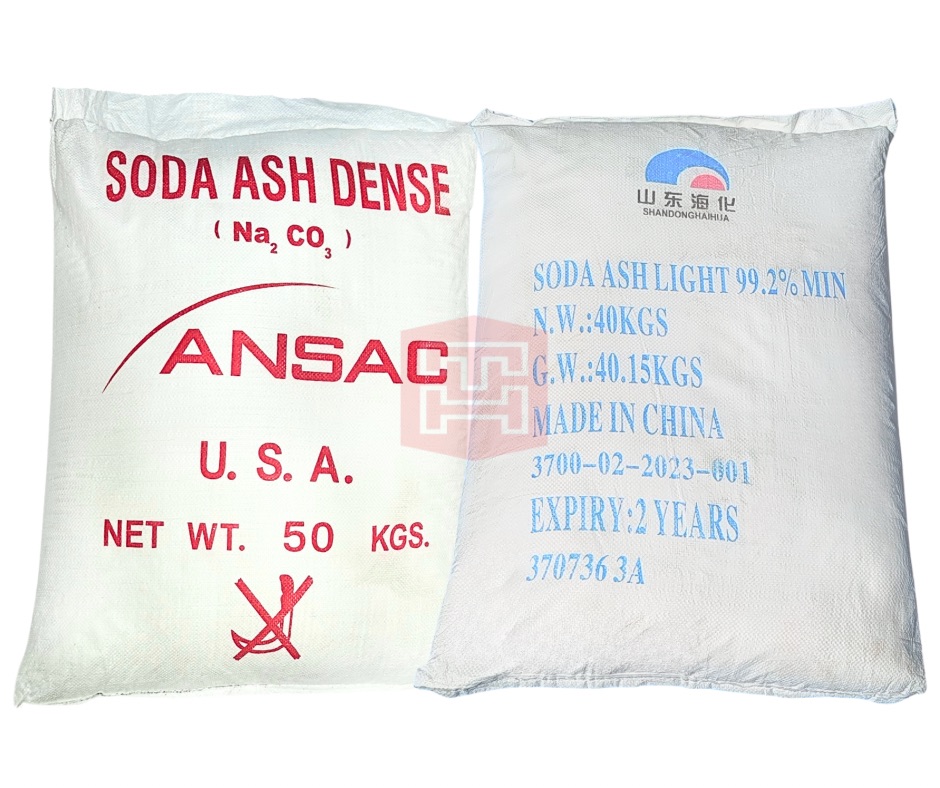 SODA ASH DENSE
( Na₂ CO₃ )
ANSAC
U. S. A.
NET WT. 50 KGS.
山东海化
SHANDONGHAIHUA
SODA ASH LIGHT 99.2% MIN
N.W.:40KGS
G.W.:40.15KGS
MADE IN CHINA
3700-02-2023-001
EXPIRY:2 YEARS
370736 3A